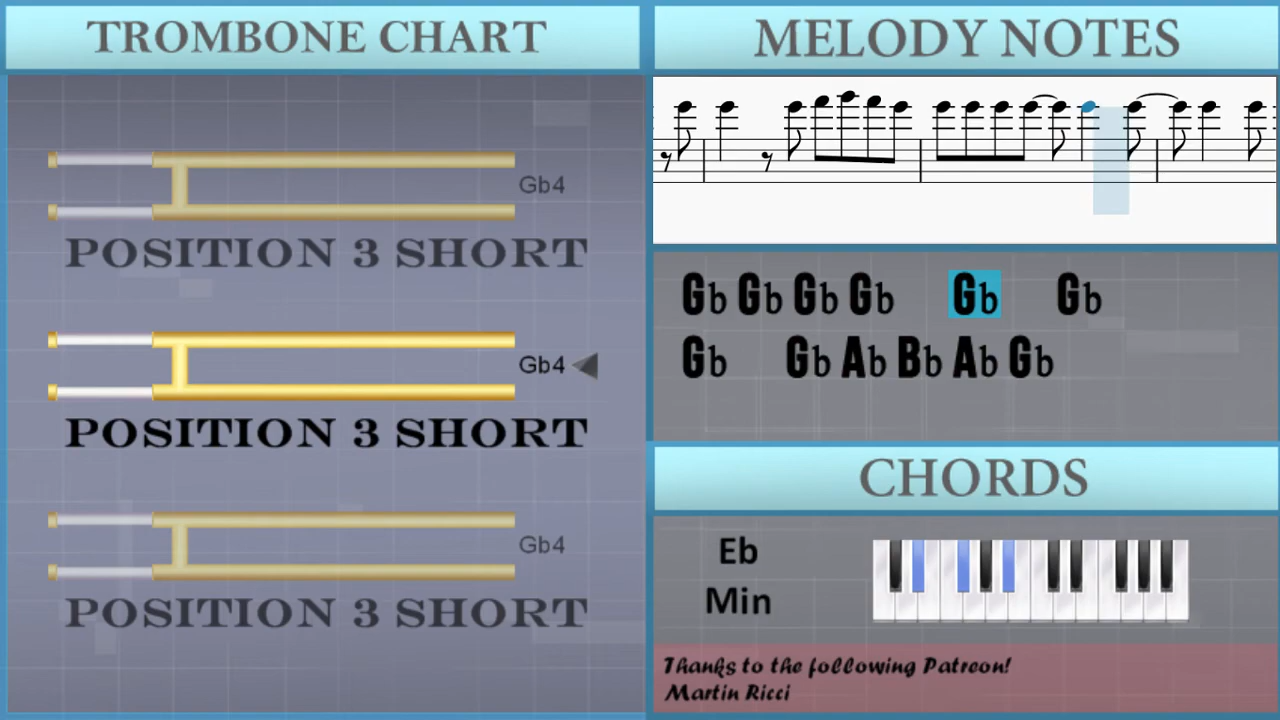 TROMBONE CHART
Gb4
POSITION 3 SHORT
Gb4
POSITION 3 SHORT
Gb4
POSITION 3 SHORT
MELODY NOTES
Gb Gb Gb Gb Gb Gb
Gb Gb Ab Bb Ab Gb
CHORDS
Eb
Min
Thanks to the following Patreon!
Martin Ricci